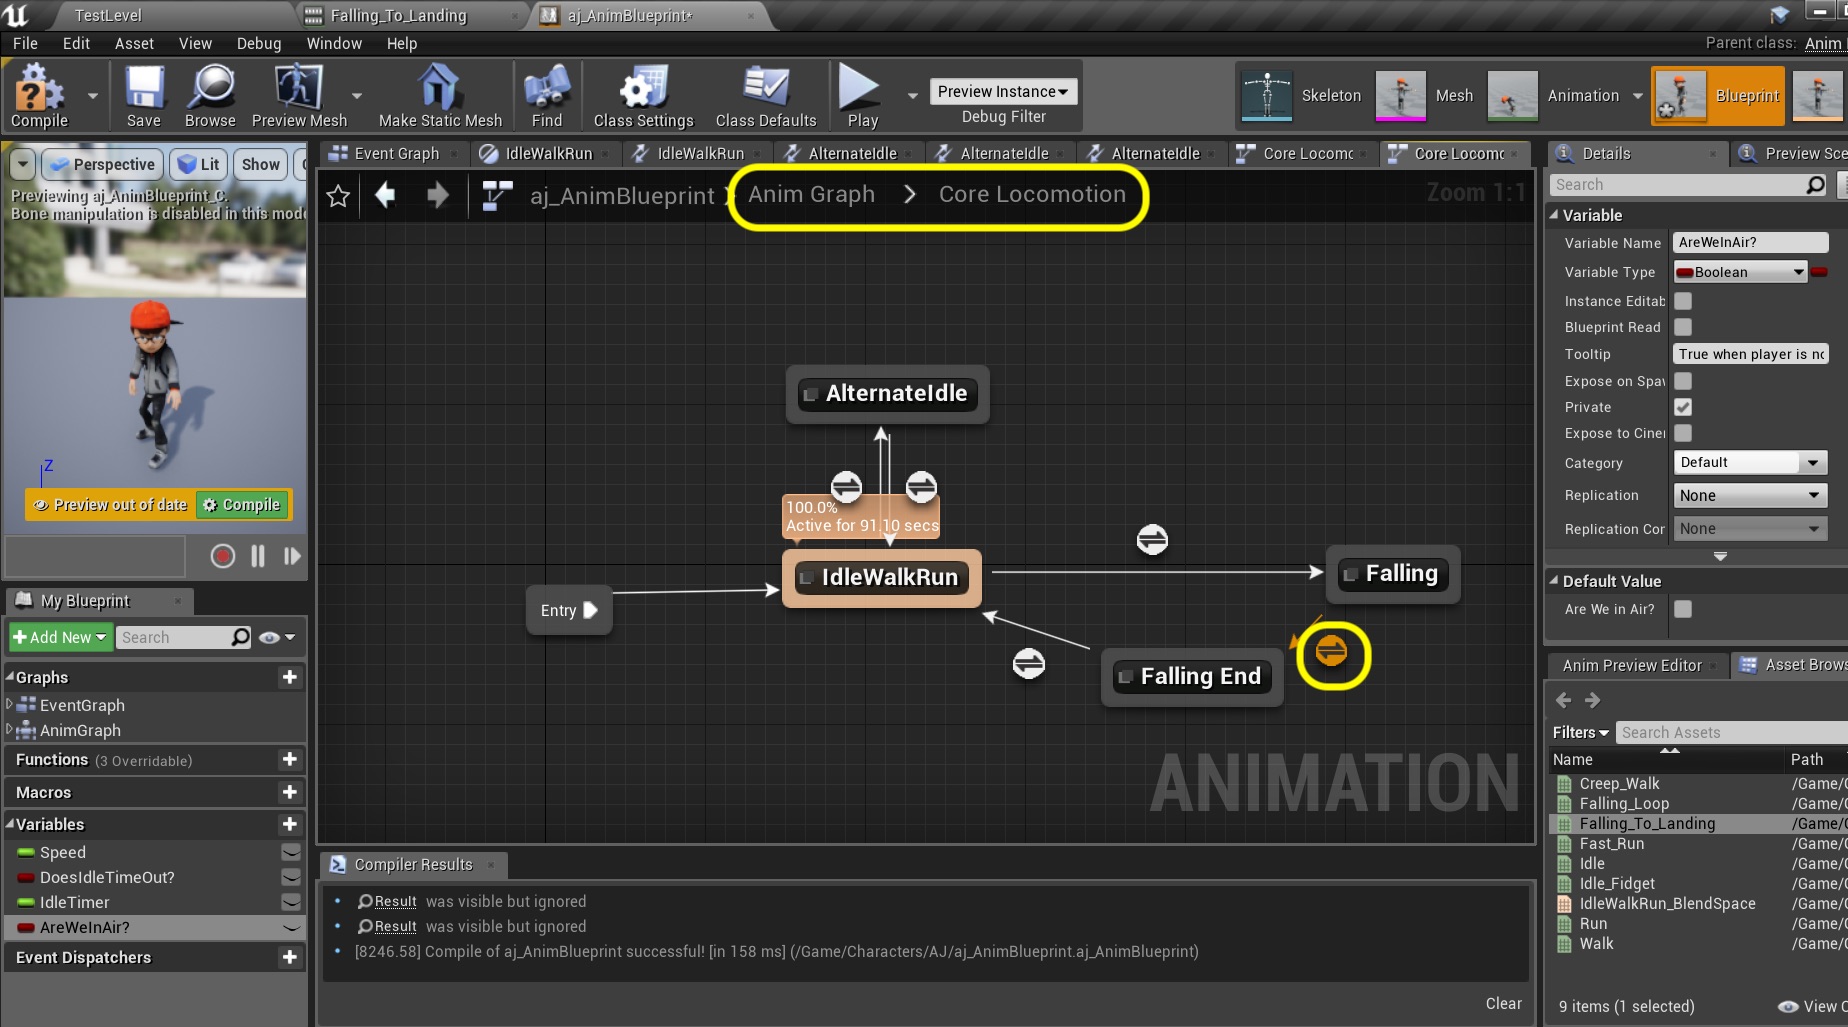 TestLevel
Falling_To_Landing
aj_AnimBlueprint*
File Edit Asset View Debug Window Help
Parent class: Anim
Compile
Save
Browse
Preview Mesh
Make Static Mesh
Find
Class Settings
Class Defaults
Play
Preview Instance
Debug Filter
Skeleton
Mesh
Animation
Blueprint
Perspective
Lit
Show
Previewing aj_AnimBlueprint_C.
Bone manipulation is disabled in this mode
Z
Preview out of date
Compile
My Blueprint
Add New
Search
Graphs
EventGraph
AnimGraph
Functions (3 Overridable)
Macros
Variables
Speed
DoesIdleTimeOut?
IdleTimer
AreWeInAir?
Event Dispatchers
Event Graph
IdleWalkRun
IdleWalkRun
AlternateIdle
AlternateIdle
AlternateIdle
Core Locomc
Core Locomc
aj_AnimBlueprint > Anim Graph > Core Locomotion
Zoom 1:1
AlternateIdle
100.0%
Active for 91.10 secs
IdleWalkRun
Falling
Entry
Falling End
ANIMATION
Compiler Results
Result was visible but ignored
Result was visible but ignored
[8246.58] Compile of aj_AnimBlueprint successful! [in 158 ms] (/Game/Characters/AJ/aj_AnimBlueprint.aj_AnimBlueprint)
Clear
Details
Preview Sce
Search
Variable
Variable Name AreWeInAir?
Variable Type Boolean
Instance Editab
Blueprint Read
Tooltip True when player is no
Expose on Spav
Private
Expose to Ciner
Category Default
Replication None
Replication Cor None
Default Value
Are We in Air?
Anim Preview Editor
Asset Brows
Filters
Search Assets
Name Path
Creep_Walk /Game/C
Falling_Loop /Game/C
Falling_To_Landing /Game/C
Fast_Run /Game/C
Idle /Game/C
Idle_Fidget /Game/C
IdleWalkRun_BlendSpace /Game/C
Run /Game/C
Walk /Game/C
9 items (1 selected)
View O